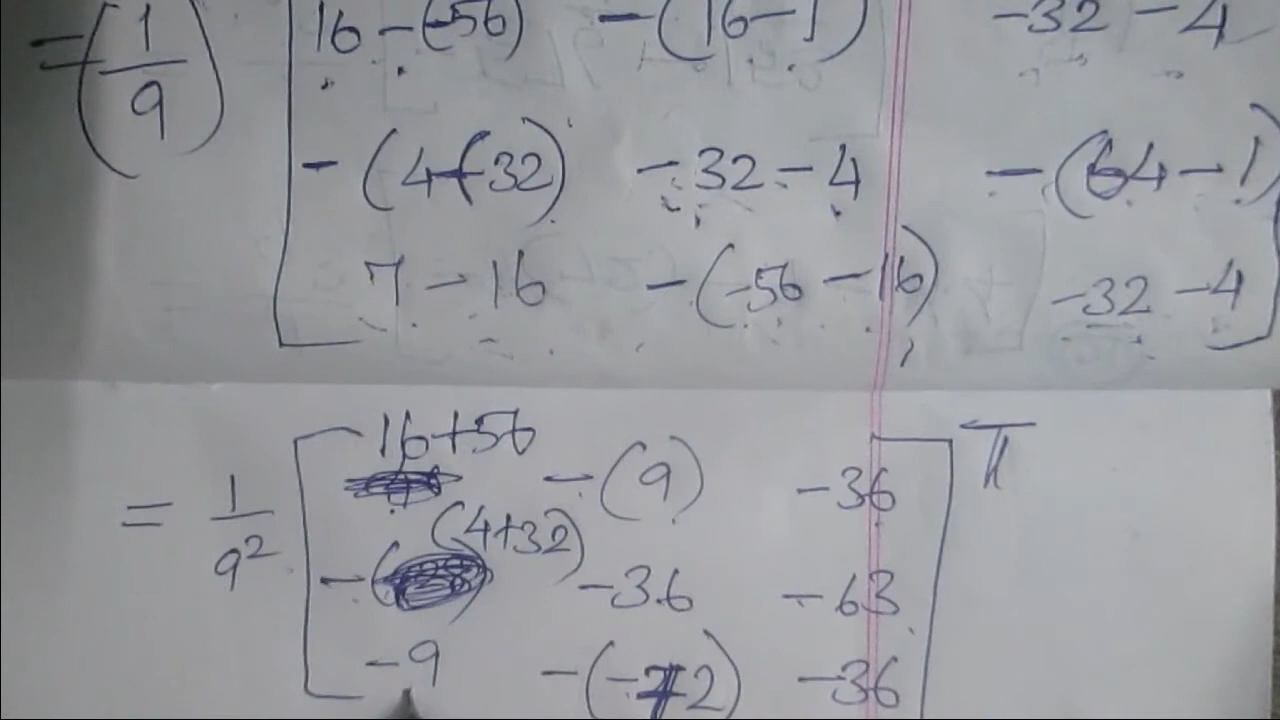 = (1/9) [ 16-(-56) -(16-1) -32-4
-(4-(-32) -32-4 -(64-1)
7-16 -(-56-16) -32-4 ]
= 1/9² [ 16+56 -(9) -36 ]T
-(4+32) -36 -63
-9 -(-72) -36